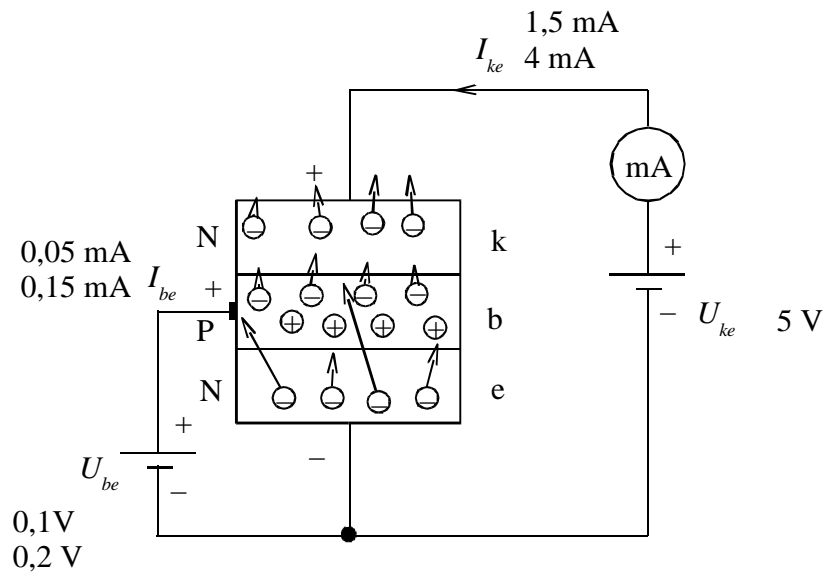 1,5 mA
I_ke 4 mA
mA
+
N k
0,05 mA
0,15 mA I_be +
P b
+
− U_ke 5 V
N e
+
−
U_be
−
0,1V
0,2 V